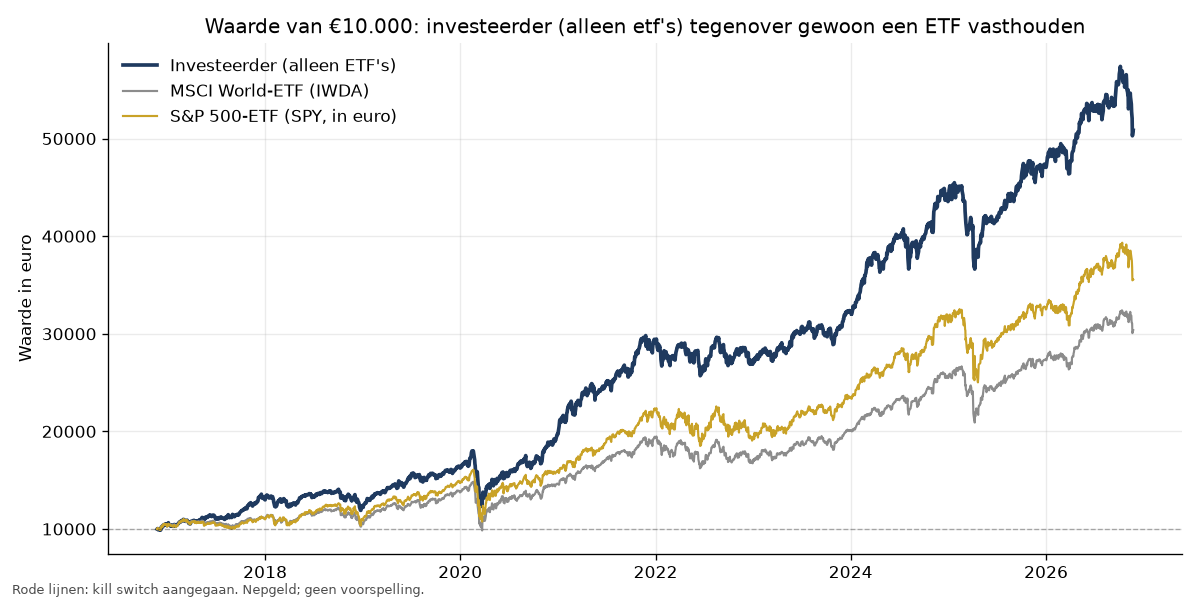 Waarde van €10.000: investeerder (alleen etf's) tegenover gewoon een ETF vasthouden
Investeerder (alleen ETF's)
MSCI World-ETF (IWDA)
S&P 500-ETF (SPY, in euro)
Waarde in euro
50000
40000
30000
20000
10000
2018 2020 2022 2024 2026
Rode lijnen: kill switch aangegaan. Nepgeld; geen voorspelling.